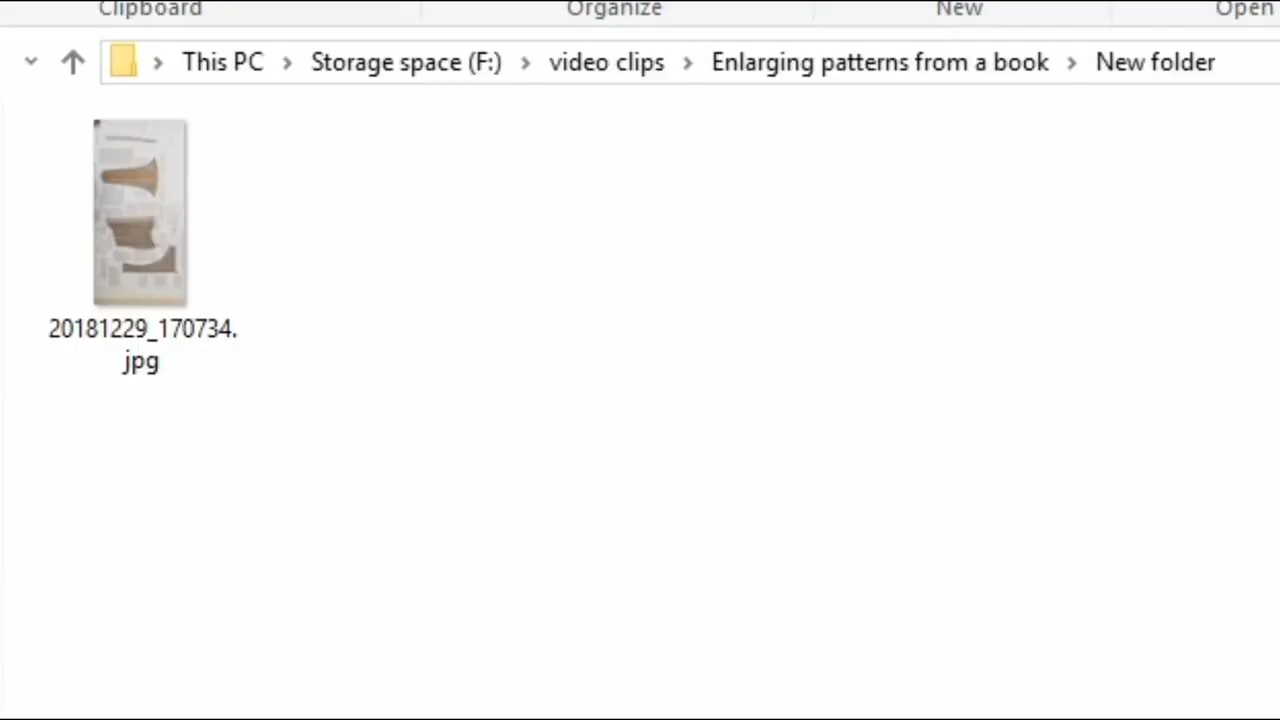 Clipboard Organize New Open
This PC Storage space (F:) video clips Enlarging patterns from a book New folder
20181229_170734.
jpg